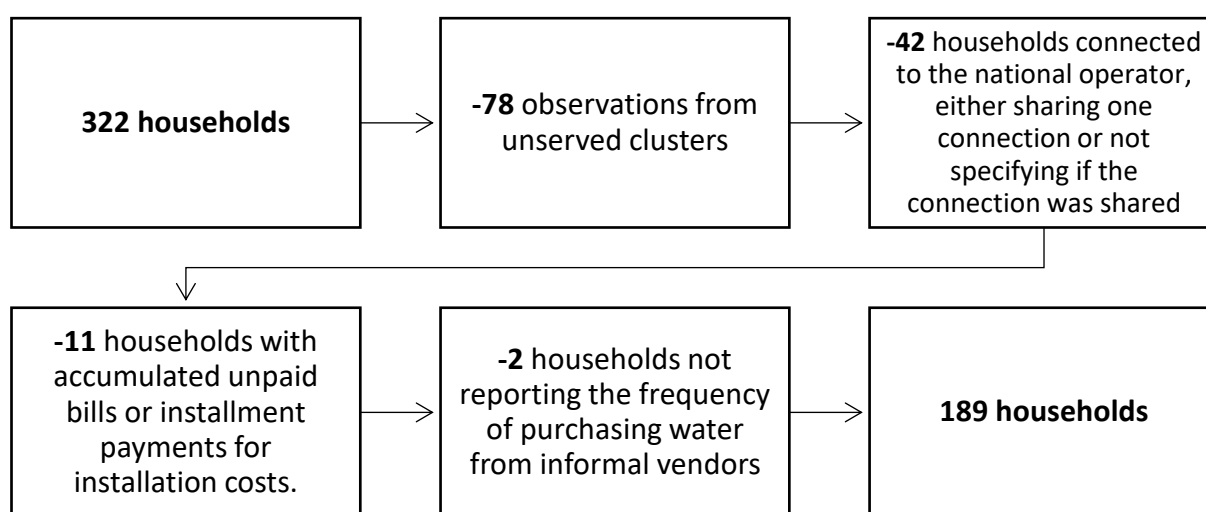 322 households
-78 observations from
unserved clusters
-42 households connected
to the national operator,
either sharing one
connection or not
specifying if the
connection was shared
-11 households with
accumulated unpaid
bills or installment
payments for
installation costs.
-2 households not
reporting the frequency
of purchasing water
from informal vendors
189 households